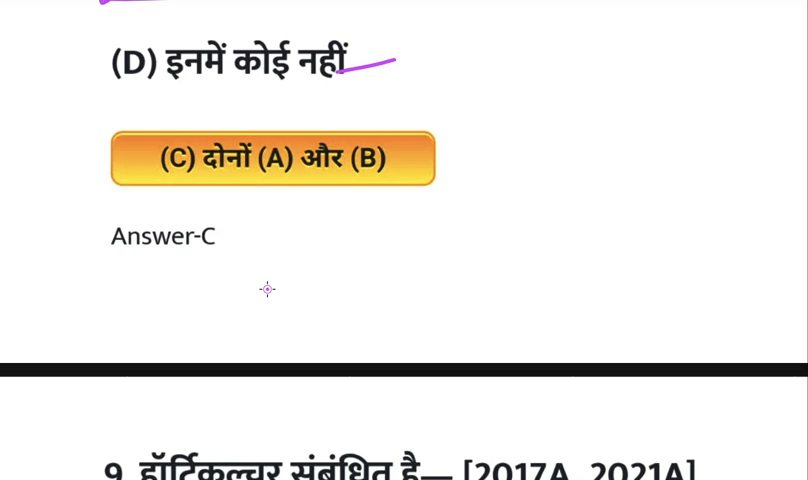 (D) इनमें कोई नहीं
(C) दोनों (A) और (B)
Answer-C
9. हॉर्टिकल्चर संबंधित है— [2017A, 2021A]